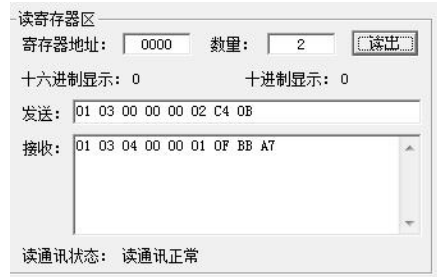 读寄存器区
寄存器地址: 0000 数量: 2 读出
十六进制显示: 0 十进制显示: 0
发送: 01 03 00 00 00 02 C4 0B
接收: 01 03 04 00 00 01 0F BB A7
读通讯状态: 读通讯正常